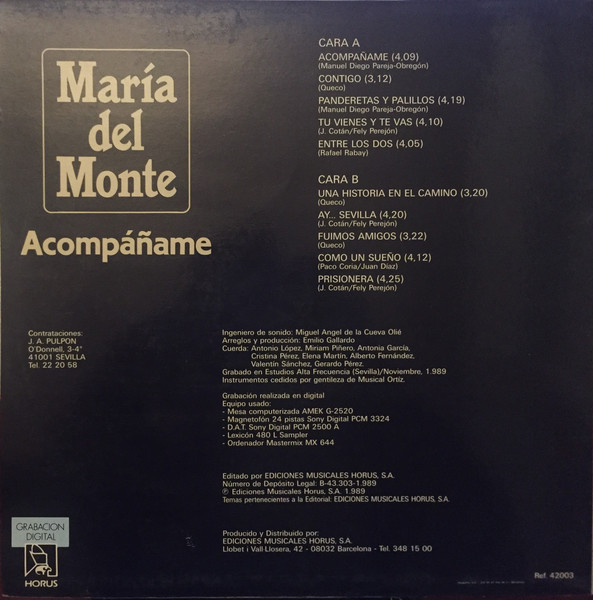 María
del
Monte
Acompáñame
CARA A
ACOMPAÑAME (4,09)
(Manuel Diego Pareja-Obregón)
CONTIGO (3,12)
(Queco)
PANDERETAS Y PALILLOS (4,19)
(Manuel Diego Pareja-Obregón)
TU VIENES Y TE VAS (4,10)
(J. Cotán/Fely Perejón)
ENTRE LOS DOS (4,05)
(Rafael Rabay)
CARA B
UNA HISTORIA EN EL CAMINO (3,20)
(Queco)
AY... SEVILLA (4,20)
(J. Cotán/Fely Perejón)
FUIMOS AMIGOS (3,22)
(Queco)
COMO UN SUEÑO (4,12)
(Paco Coria/Juan Díaz)
PRISIONERA (4,25)
(J. Cotán/Fely Perejón)
Contrataciones:
J. A. PULPON
O'Donnell, 3-4°
41001 SEVILLA
Tel. 22 20 58
Ingeniero de sonido: Miguel Angel de la Cueva Olié
Arreglos y producción: Emilio Gallardo
Cuerda: Antonio López, Miriam Piñero, Antonia García,
Cristina Pérez, Elena Martín, Alberto Fernández,
Valentín Sánchez, Gerardo Pérez.
Grabado en Estudios Alta Frecuencia (Sevilla)/Noviembre, 1989
Instrumentos cedidos por gentileza de Musical Ortíz.
Grabación realizada en digital
Equipo usado:
- Mesa computerizada AMEK G-2520
- Magnetofón 24 pistas Sony Digital PCM 3324
- D.A.T. Sony Digital PCM 2500 A
- Lexicón 480 L Sampler
- Ordenador Mastermix MX 644
Editado por EDICIONES MUSICALES HORUS, S.A.
Número de Depósito Legal: B-43.303-1989
℗ Ediciones Musicales Horus, S.A. 1.989
Temas pertenecientes a la Editorial: EDICIONES MUSICALES HORUS, S.A.
Producido y Distribuido por:
EDICIONES MUSICALES HORUS, S.A.
Llobet i Vall-Llosera, 42 - 08032 Barcelona - Tel. 348 15 00
GRABACION
DIGITAL
HORUS
Ref. 42003